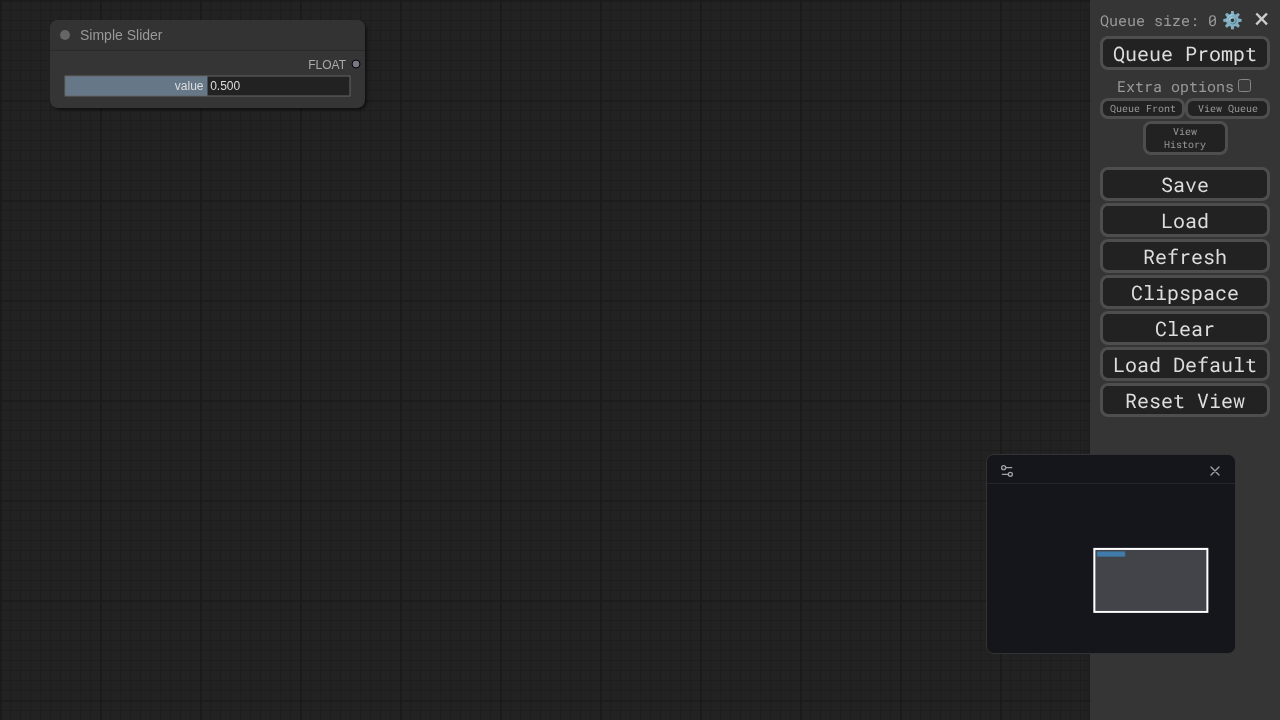 Simple Slider
FLOAT
value 0.500
Queue size: 0
Queue Prompt
Extra options
Queue Front
View Queue
View
History
Save
Load
Refresh
Clipspace
Clear
Load Default
Reset View